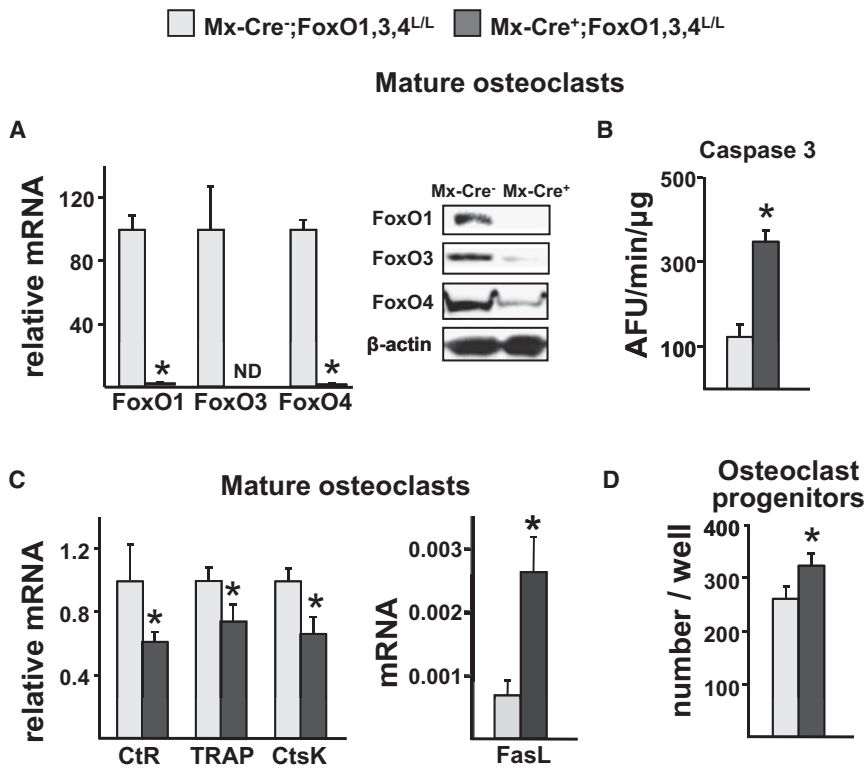 Mx-Cre⁻;FoxO1,3,4ᴸ/ᴸ Mx-Cre⁺;FoxO1,3,4ᴸ/ᴸ
Mature osteoclasts
A
relative mRNA
120
80
40
*
ND
*
FoxO1 FoxO3 FoxO4
Mx-Cre⁻ Mx-Cre⁺
FoxO1
FoxO3
FoxO4
β-actin
B
Caspase 3
AFU/min/µg
500
300
100
*
C
Mature osteoclasts
relative mRNA
1.2
0.8
0.4
* * *
CtR TRAP CtsK
mRNA
0.003
0.002
0.001
*
FasL
D
Osteoclast
progenitors
number / well
400
300
200
100
*